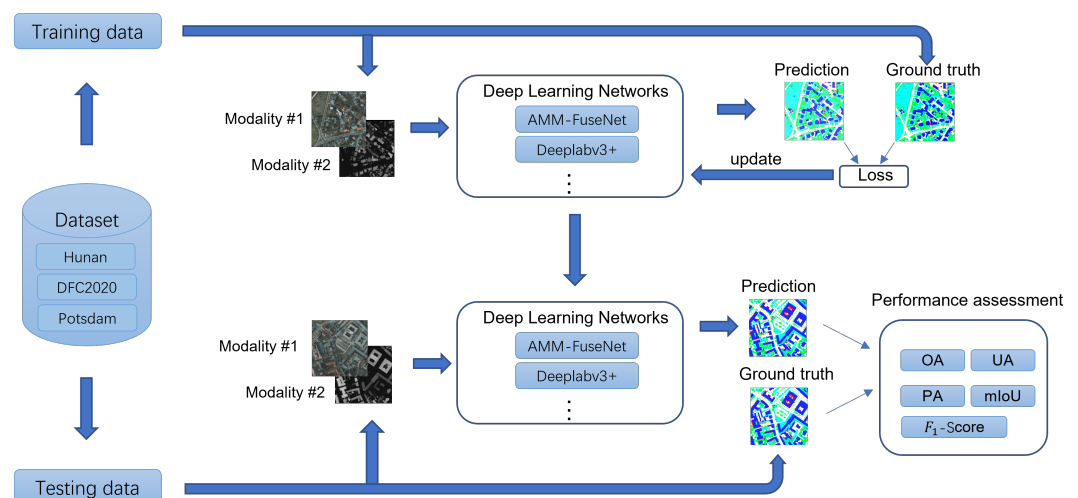 Training data
Prediction
Ground truth
Deep Learning Networks
AMM-FuseNet
Deeplabv3+
⋮
Modality #1
Modality #2
update
Loss
Dataset
Hunan
DFC2020
Potsdam
Prediction
Performance assessment
Deep Learning Networks
AMM-FuseNet
Deeplabv3+
⋮
Modality #1
Modality #2
Ground truth
OA
UA
PA
mIoU
F₁-Score
Testing data